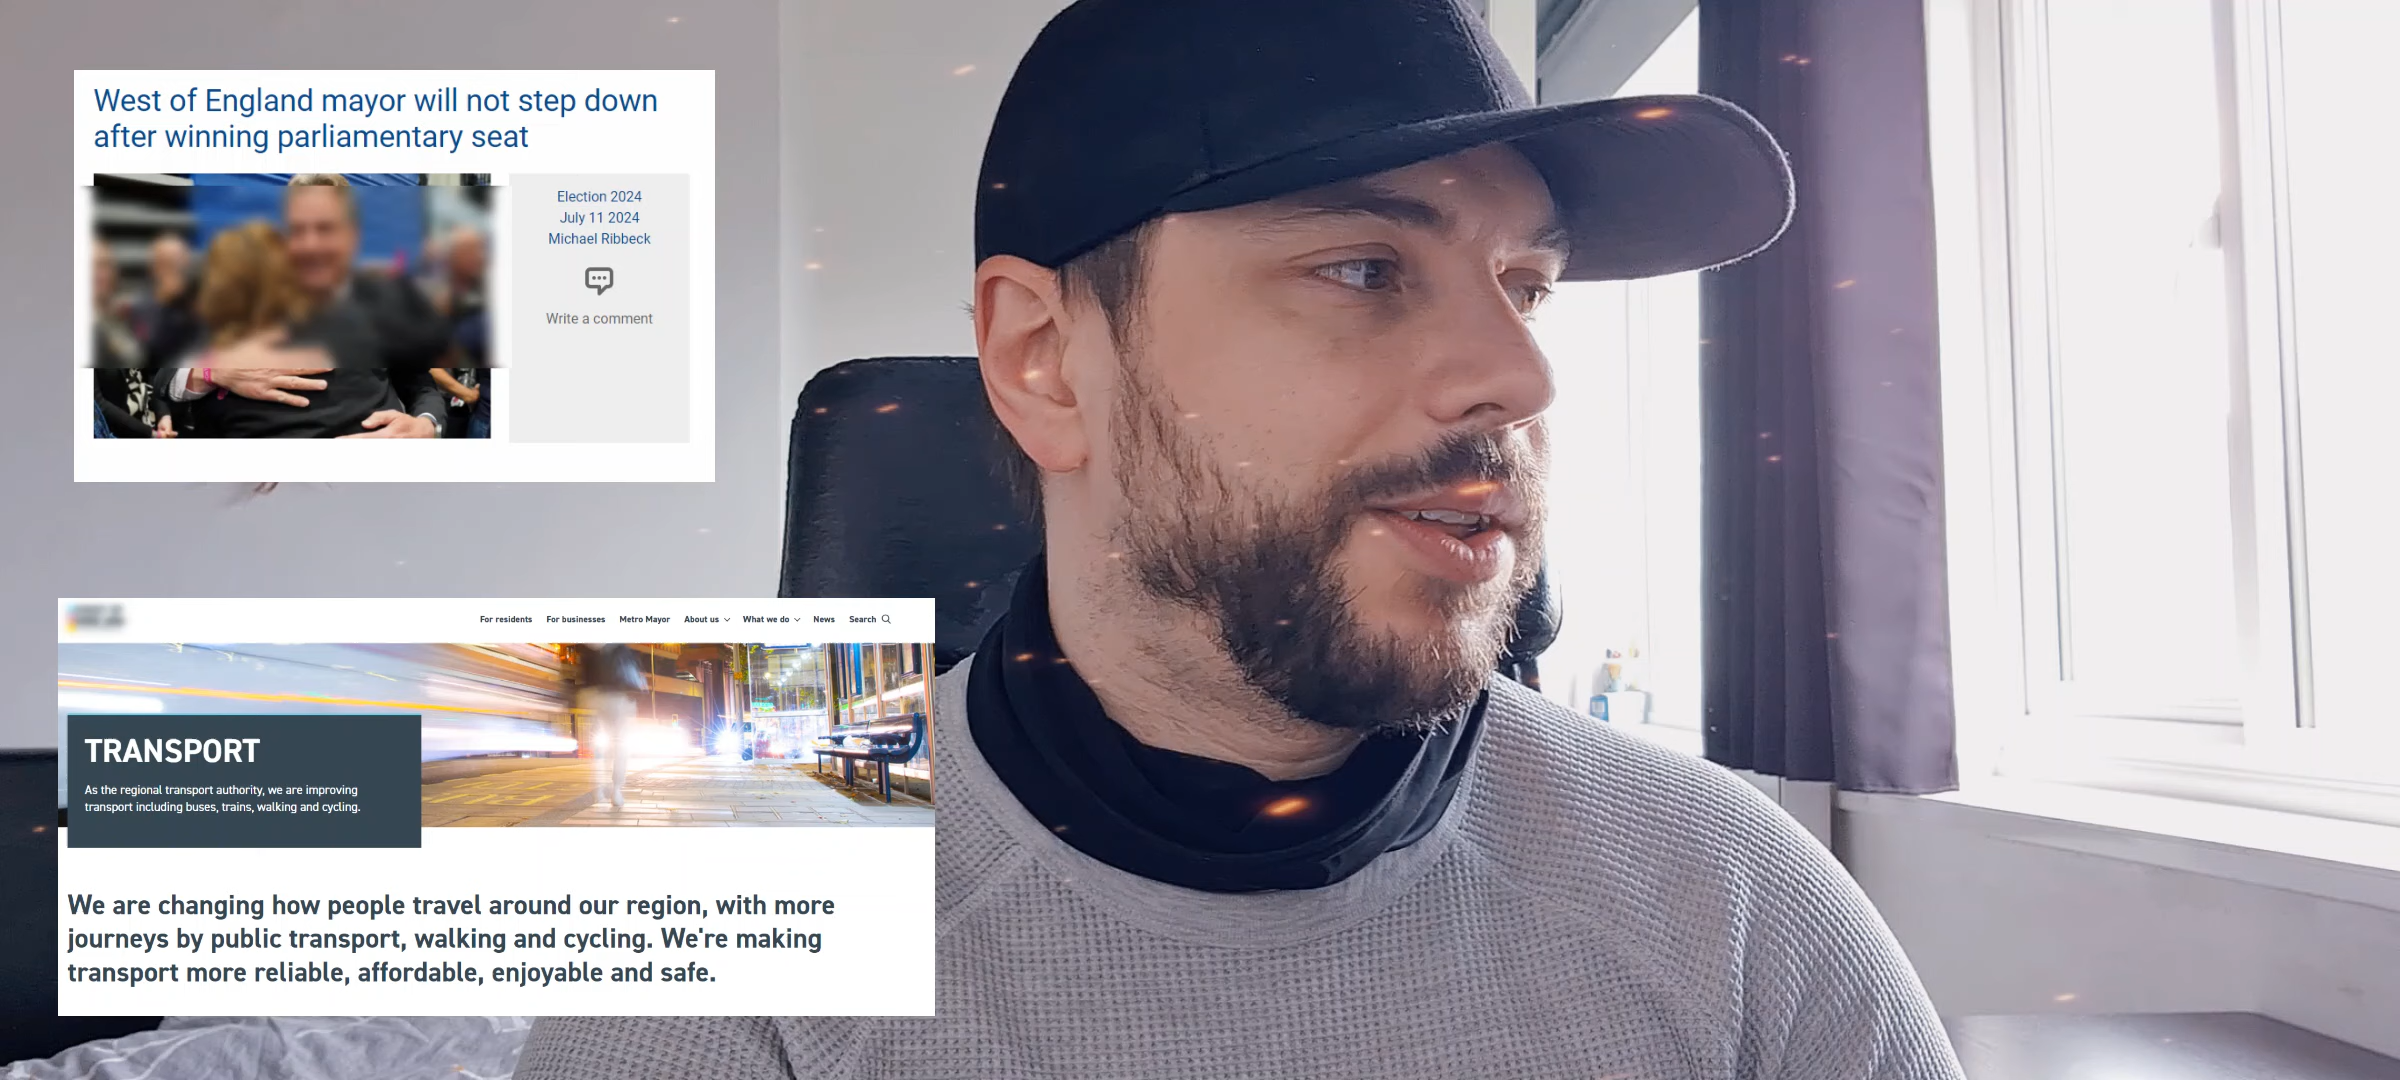 West of England mayor will not step down
after winning parliamentary seat
Election 2024
July 11 2024
Michael Ribbeck
Write a comment
For residents
For businesses
Metro Mayor
About us
What we do
News
Search
TRANSPORT
As the regional transport authority, we are improving
transport including buses, trains, walking and cycling.
We are changing how people travel around our region, with more
journeys by public transport, walking and cycling. We're making
transport more reliable, affordable, enjoyable and safe.